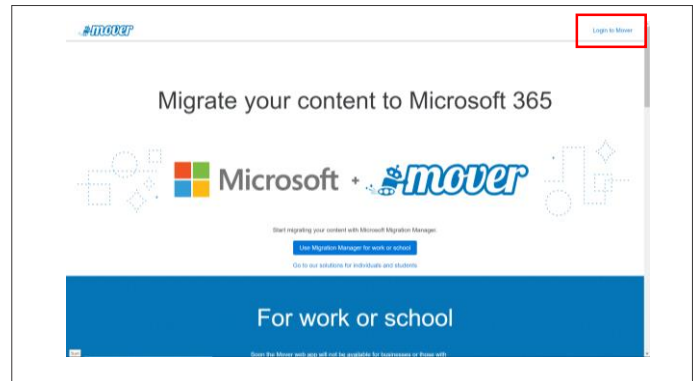 mover
Login to Mover
Migrate your content to Microsoft 365
Microsoft + mover
Start migrating your content with Microsoft Migration Manager.
Use Migration Manager for work or school
Go to our solutions for individuals and students
For work or school
Soon the Mover web app will not be available for businesses or those with